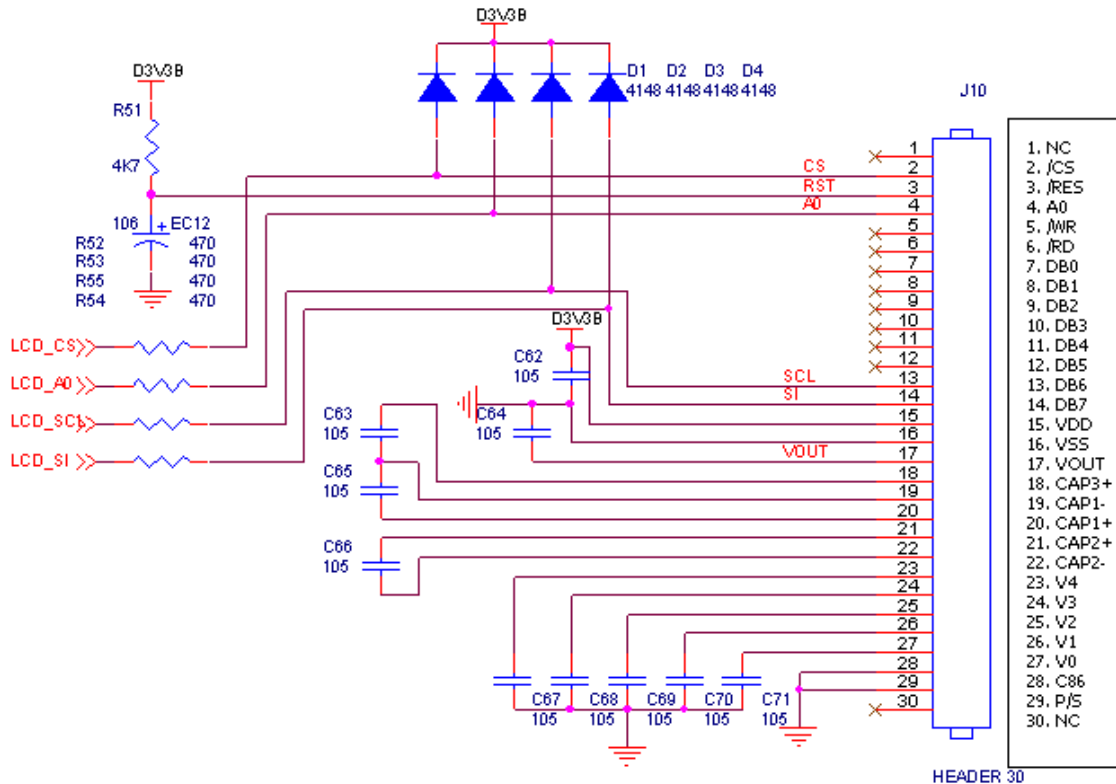 D3V3B
D3V3B
D1 D2 D3 D4
4148 4148 4148 4148
J10
R51
4K7
106 + EC12
R52 470
R53 470
R55 470
R54 470
LCD_CS
LCD_A0
LCD_SCL
LCD_SI
CS
RST
A0
D3V3B
C62
105
SCL
SI
C63
105
C64
105
VOUT
C65
105
C66
105
C67 C68 C69 C70 C71
105 105 105 105 105
1
2
3
4
5
6
7
8
9
10
11
12
13
14
15
16
17
18
19
20
21
22
23
24
25
26
27
28
29
30
1. NC
2. /CS
3. /RES
4. A0
5. /WR
6. /RD
7. DB0
8. DB1
9. DB2
10. DB3
11. DB4
12. DB5
13. DB6
14. DB7
15. VDD
16. VSS
17. VOUT
18. CAP3+
19. CAP1-
20. CAP1+
21. CAP2+
22. CAP2-
23. V4
24. V3
25. V2
26. V1
27. V0
28. C86
29. P/S
30. NC
HEADER 30